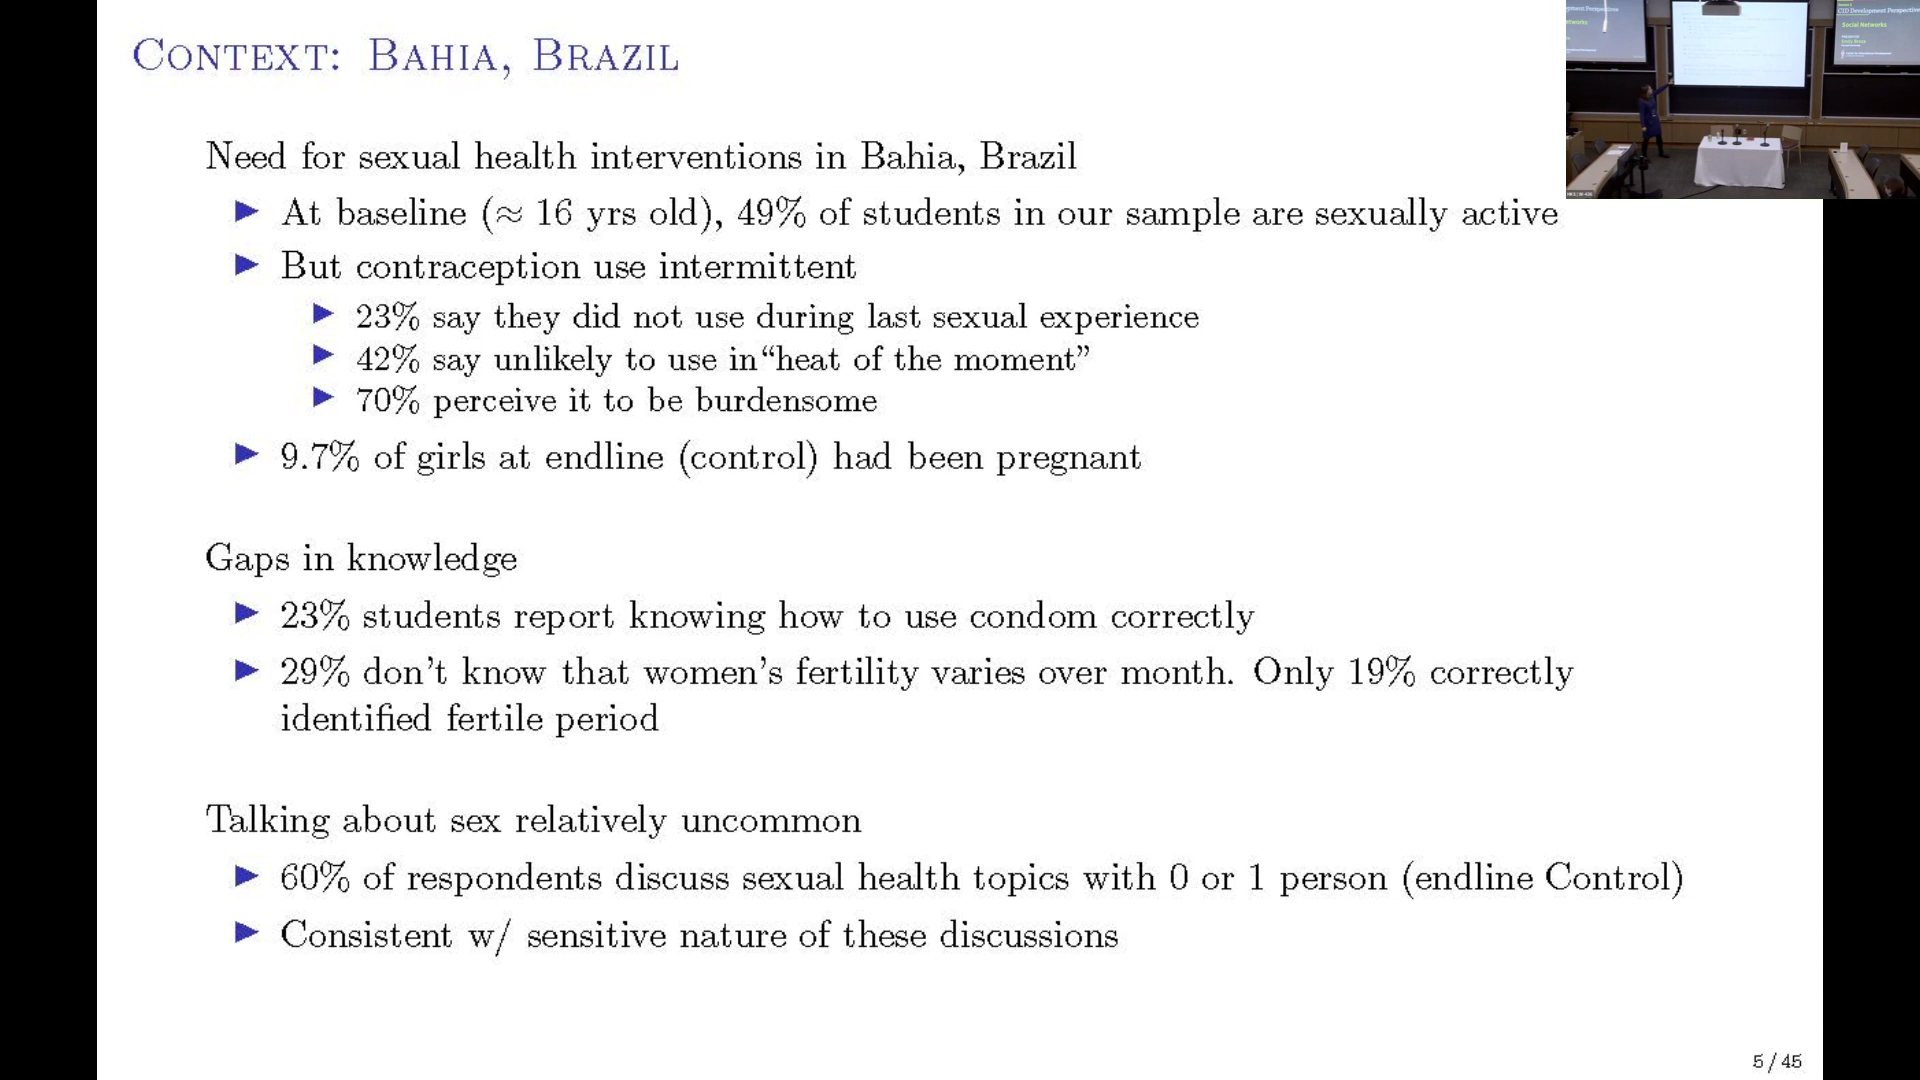 CONTEXT: BAHIA, BRAZIL
Need for sexual health interventions in Bahia, Brazil
▶ At baseline (≈ 16 yrs old), 49% of students in our sample are sexually active
▶ But contraception use intermittent
▶ 23% say they did not use during last sexual experience
▶ 42% say unlikely to use in“heat of the moment”
▶ 70% perceive it to be burdensome
▶ 9.7% of girls at endline (control) had been pregnant
Gaps in knowledge
▶ 23% students report knowing how to use condom correctly
▶ 29% don’t know that women’s fertility varies over month. Only 19% correctly
identified fertile period
Talking about sex relatively uncommon
▶ 60% of respondents discuss sexual health topics with 0 or 1 person (endline Control)
▶ Consistent w/ sensitive nature of these discussions
5 / 45
CID Development Perspective
Social Networks